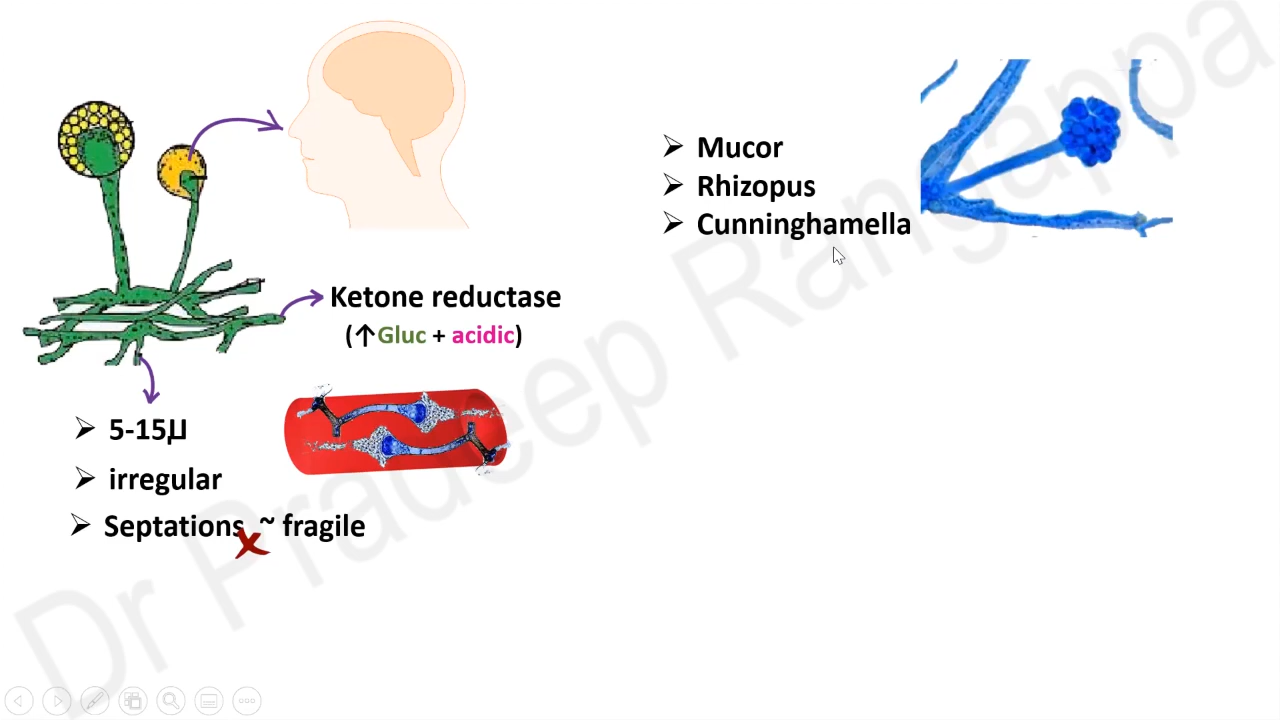 Mucor
Rhizopus
Cunninghamella
Ketone reductase
(↑Gluc + acidic)
5-15µ
irregular
Septations ~ fragile
Dr Pradeep Rangappa